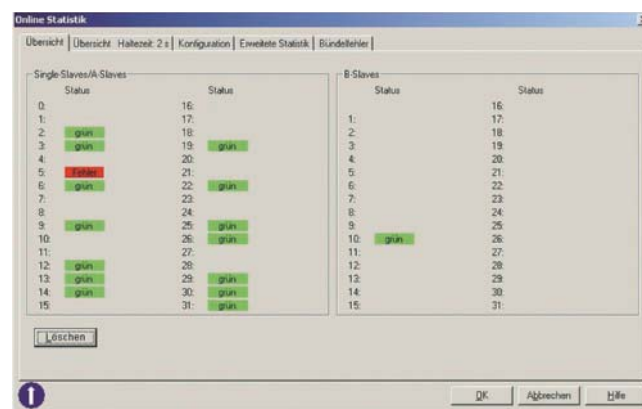 Online Statistik
Übersicht Übersicht Haltezeit: 2 s Konfiguration Erweitete Statistik Bündelfehler
Single-Slaves/A-Slaves
B-Slaves
Status Status Status Status
0: 16: 16:
1: 17: 1: 17:
2: grün 18: 2: 18:
3: grün 19: grün 3: 19:
4: 20: 4: 20:
5: Fehler 21: 5: 21:
6: grün 22: grün 6: 22:
7: 23: 7: 23:
8: 24: 8: 24:
9: grün 25: grün 9: 25:
10: 26: grün 10: grün 26:
11: 27: 11: 27:
12: grün 28: 12: 28:
13: grün 29: grün 13: 29:
14: grün 30: grün 14: 30:
15: 31: grün 15: 31:
Löschen
OK Abbrechen Hilfe